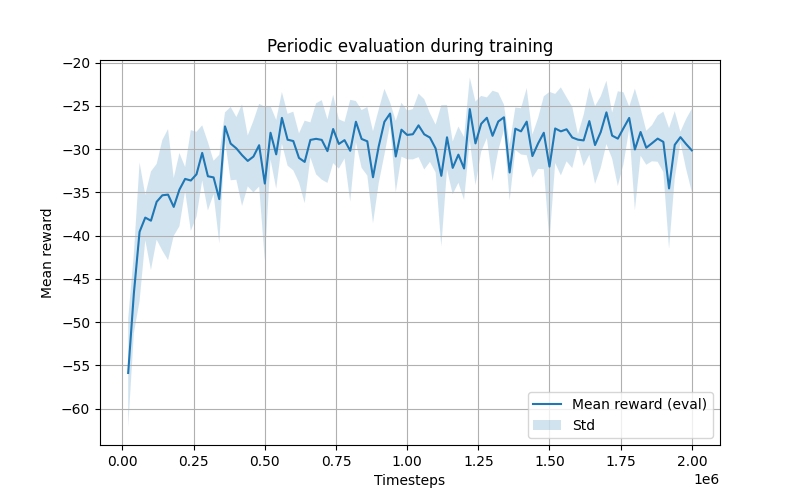 Periodic evaluation during training
Mean reward
−20
−25
−30
−35
−40
−45
−50
−55
−60
Mean reward (eval)
Std
0.00 0.25 0.50 0.75 1.00 1.25 1.50 1.75 2.00
Timesteps
1e6